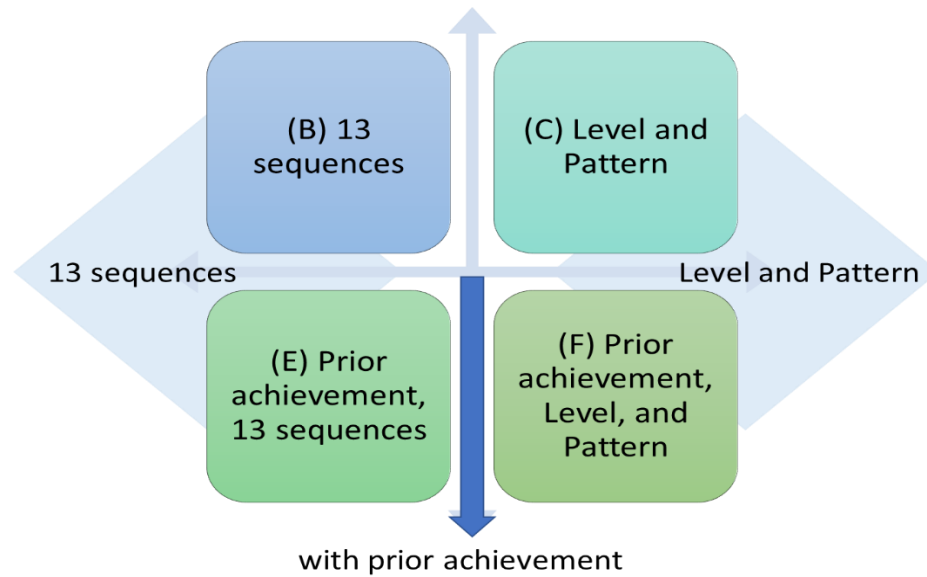 (B) 13
sequences
(C) Level and
Pattern
13 sequences
Level and Pattern
(E) Prior
achievement,
13 sequences
(F) Prior
achievement,
Level, and
Pattern
with prior achievement